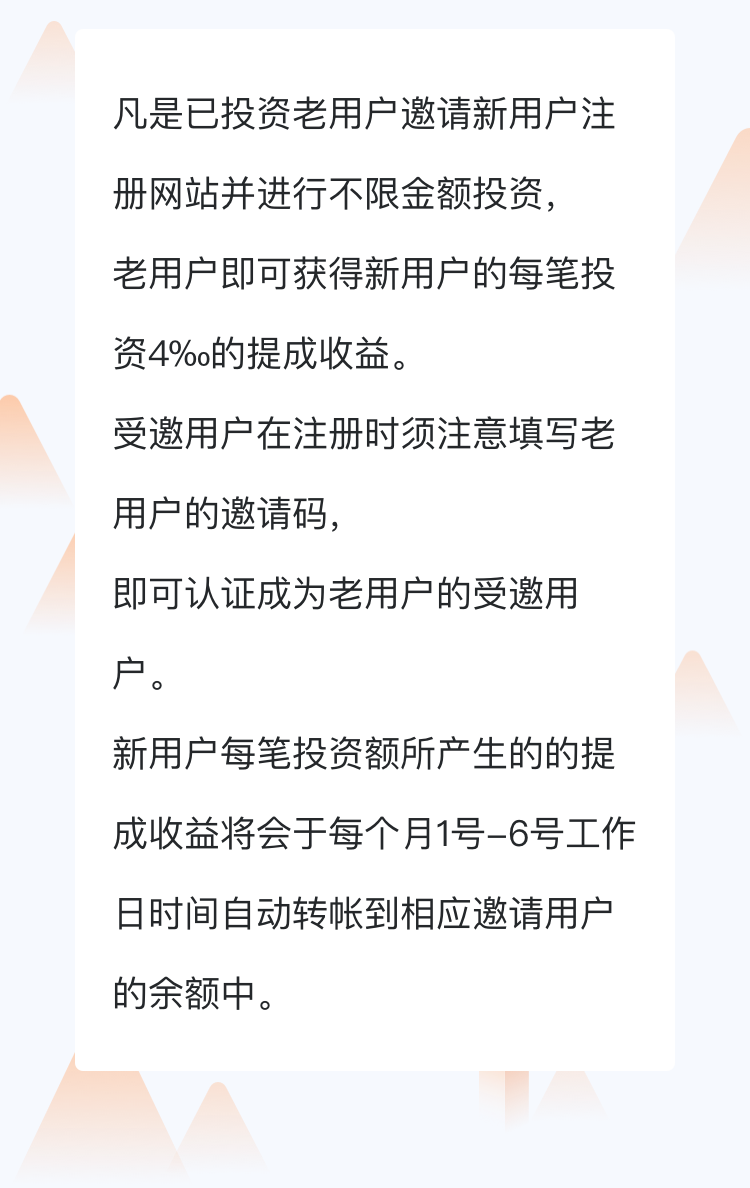 凡是已投资老用户邀请新用户注
册网站并进行不限金额投资，
老用户即可获得新用户的每笔投
资4‰的提成收益。
受邀用户在注册时须注意填写老
用户的邀请码，
即可认证成为老用户的受邀用
户。
新用户每笔投资额所产生的的提
成收益将会于每个月1号–6号工作
日时间自动转帐到相应邀请用户
的余额中。